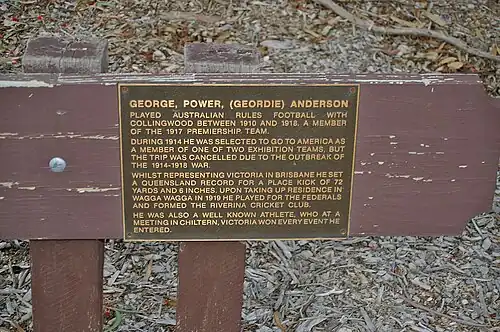 GEORGE, POWER, (GEORDIE) ANDERSON
PLAYED AUSTRALIAN RULES FOOTBALL WITH
COLLINGWOOD BETWEEN 1910 AND 1918. A MEMBER
OF THE 1917 PREMIERSHIP TEAM.
DURING 1914 HE WAS SELECTED TO GO TO AMERICA AS
A MEMBER OF ONE OF TWO EXHIBITION TEAMS, BUT
THE TRIP WAS CANCELLED DUE TO THE OUTBREAK OF
THE 1914-1918 WAR.
WHILST REPRESENTING VICTORIA IN BRISBANE HE SET
A QUEENSLAND RECORD FOR A PLACE KICK OF 72
YARDS AND 6 INCHES. UPON TAKING UP RESIDENCE IN
WAGGA WAGGA IN 1919 HE PLAYED FOR THE FEDERALS
AND FORMED THE RIVERINA CRICKET CLUB.
HE WAS ALSO A WELL KNOWN ATHLETE, WHO AT A
MEETING IN CHILTERN, VICTORIA WON EVERY EVENT HE
ENTERED.